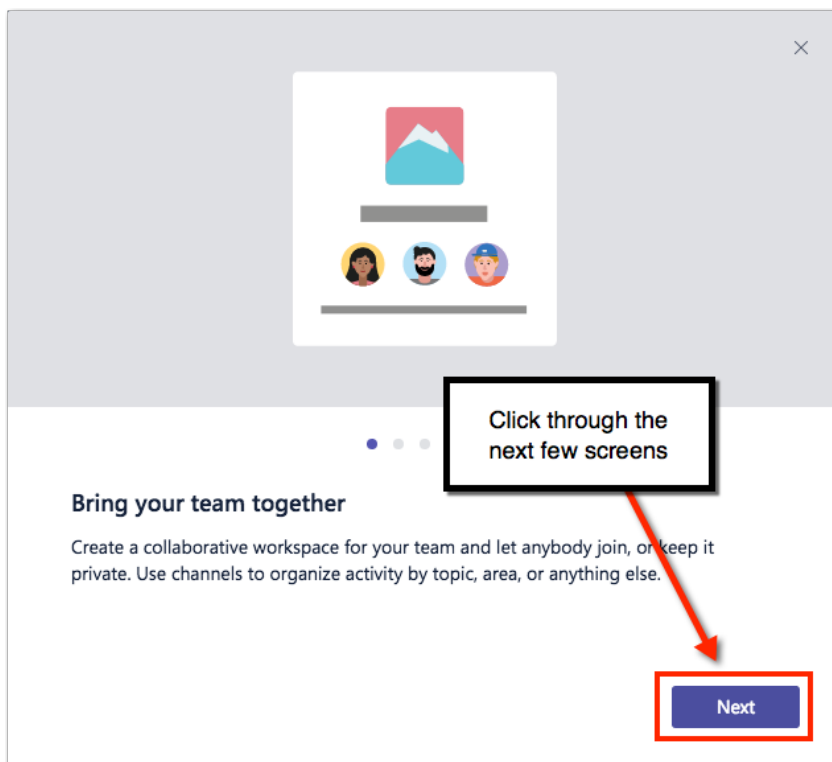 Click through the
next few screens
Bring your team together
Create a collaborative workspace for your team and let anybody join, or keep it
private. Use channels to organize activity by topic, area, or anything else.
Next